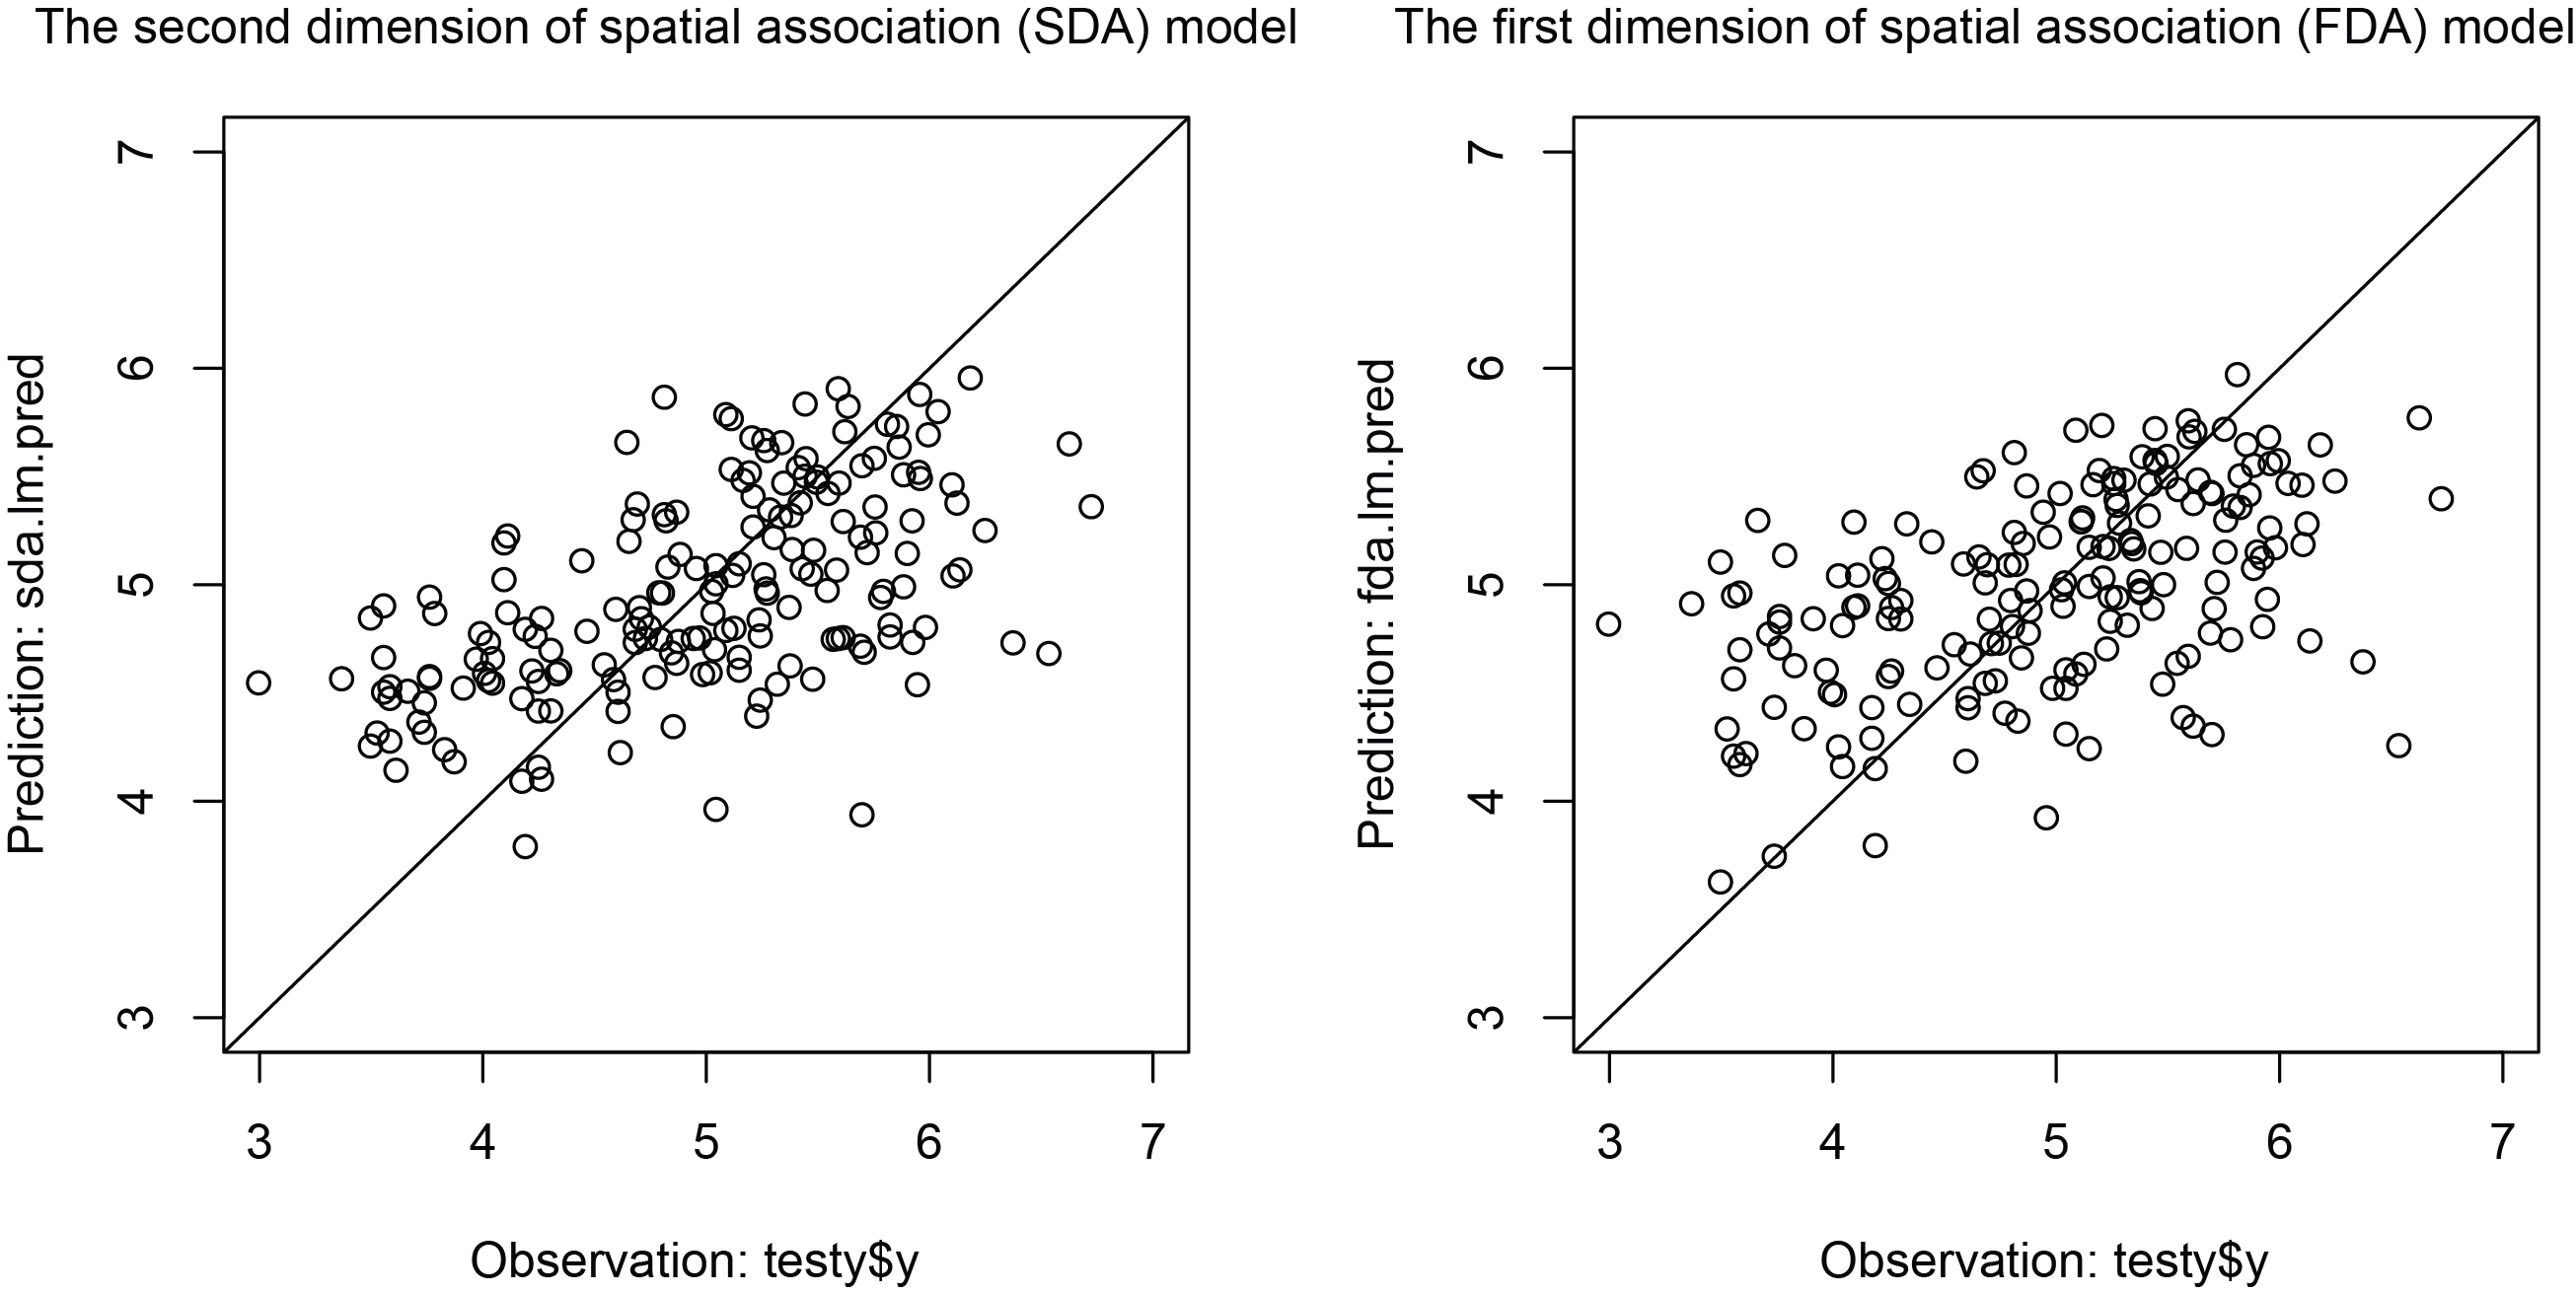 The second dimension of spatial association (SDA) model
Prediction: sda.lm.pred
7
6
5
4
3
3 4 5 6 7
Observation: testy$y
The first dimension of spatial association (FDA) model
Prediction: fda.lm.pred
7
6
5
4
3
3 4 5 6 7
Observation: testy$y